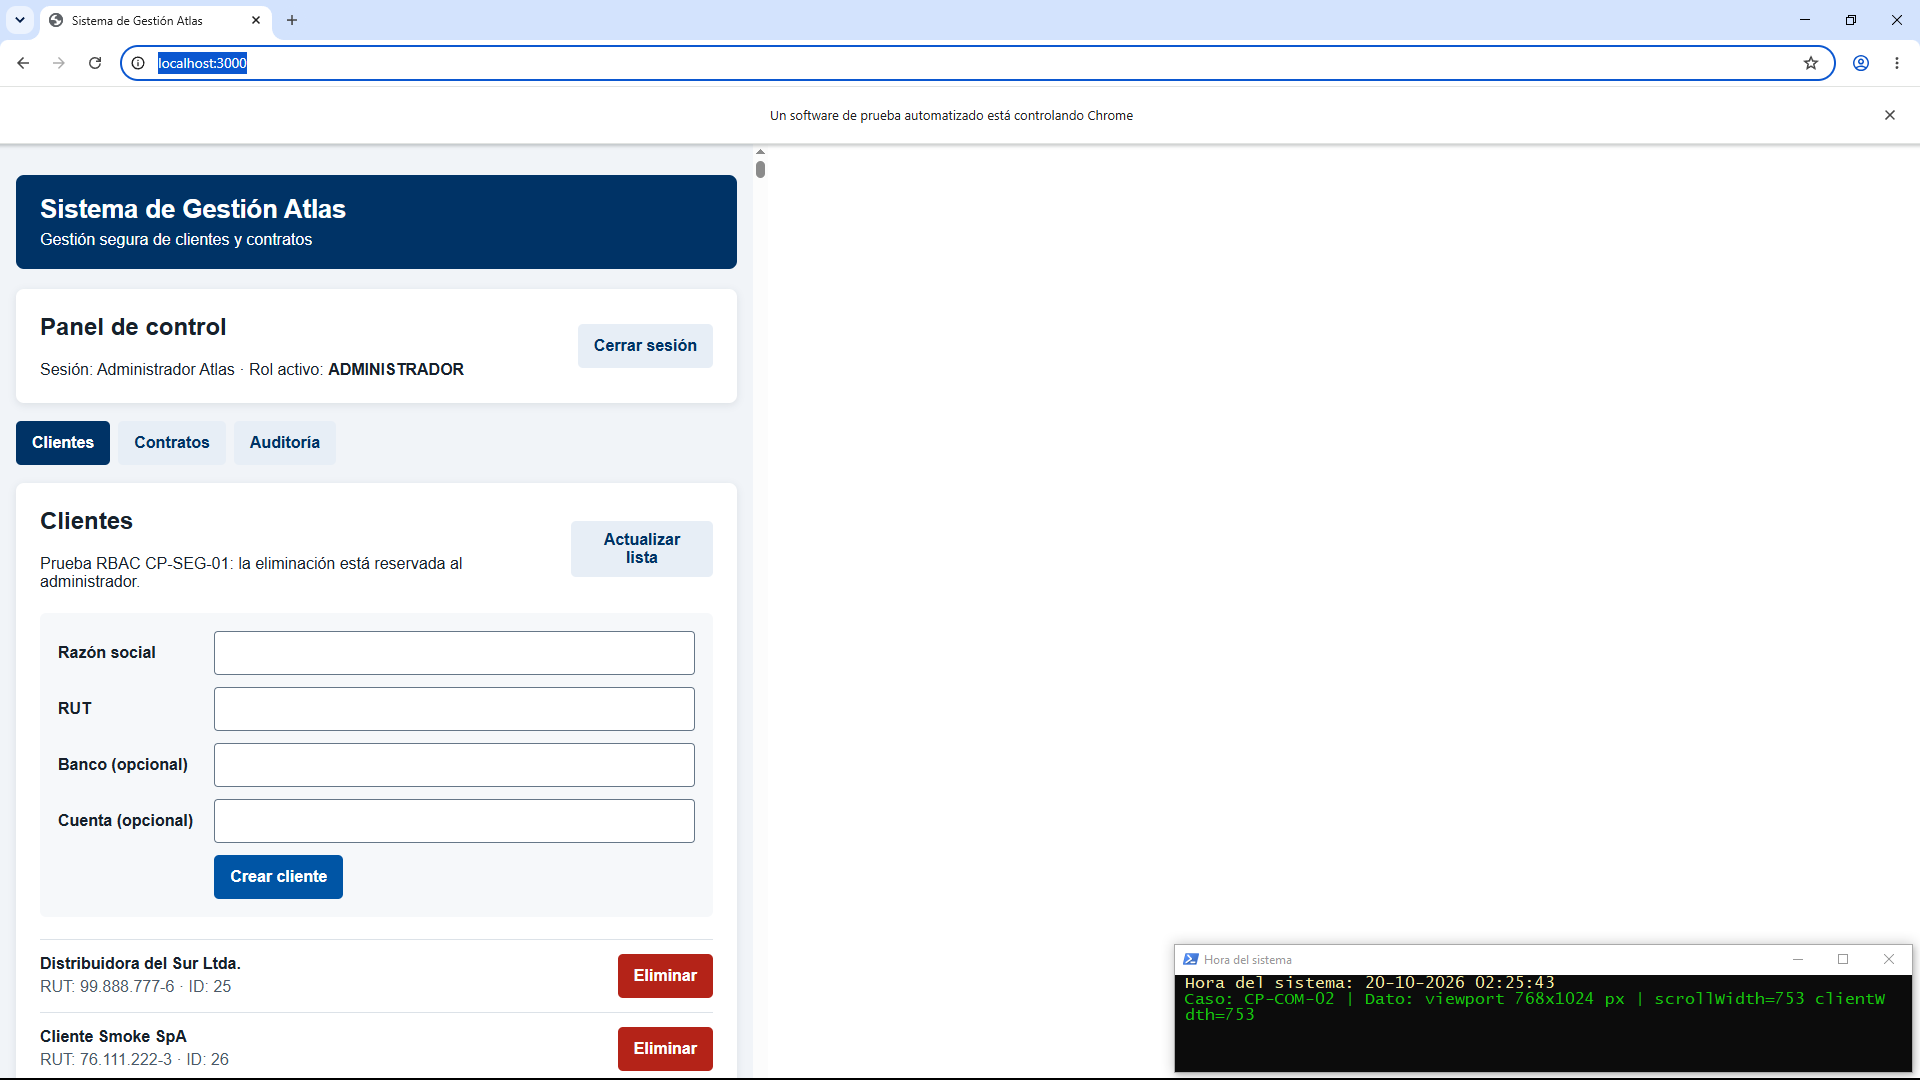 Sistema de Gestión Atlas
localhost:3000
Un software de prueba automatizado está controlando Chrome
Sistema de Gestión Atlas
Gestión segura de clientes y contratos
Panel de control
Sesión: Administrador Atlas · Rol activo: ADMINISTRADOR
Cerrar sesión
Clientes
Contratos
Auditoría
Clientes
Prueba RBAC CP-SEG-01: la eliminación está reservada al
administrador.
Actualizar
lista
Razón social
RUT
Banco (opcional)
Cuenta (opcional)
Crear cliente
Distribuidora del Sur Ltda.
RUT: 99.888.777-6 · ID: 25
Eliminar
Cliente Smoke SpA
RUT: 76.111.222-3 · ID: 26
Eliminar
Hora del sistema
Hora del sistema: 20-10-2026 02:25:43
Caso: CP-COM-02 | Dato: viewport 768x1024 px | scrollWidth=753 clientW
dth=753